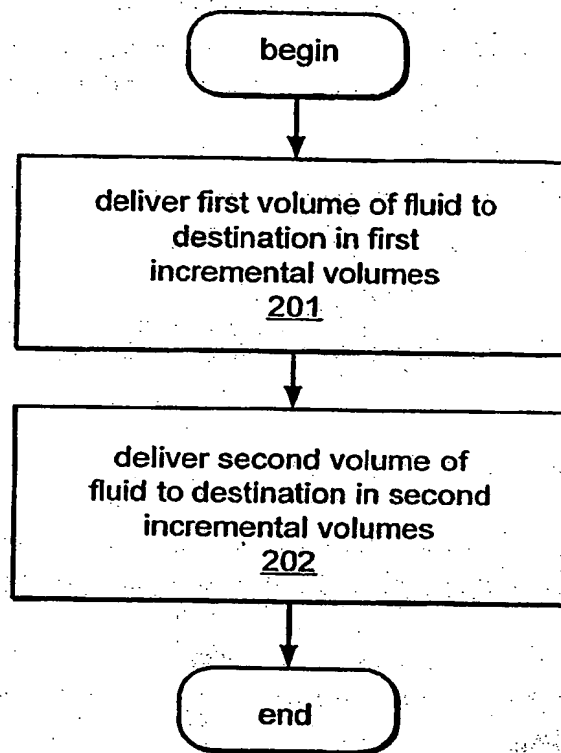 begin
deliver first volume of fluid to
destination in first
incremental volumes
201
deliver second volume of
fluid to destination in second
incremental volumes
202
end